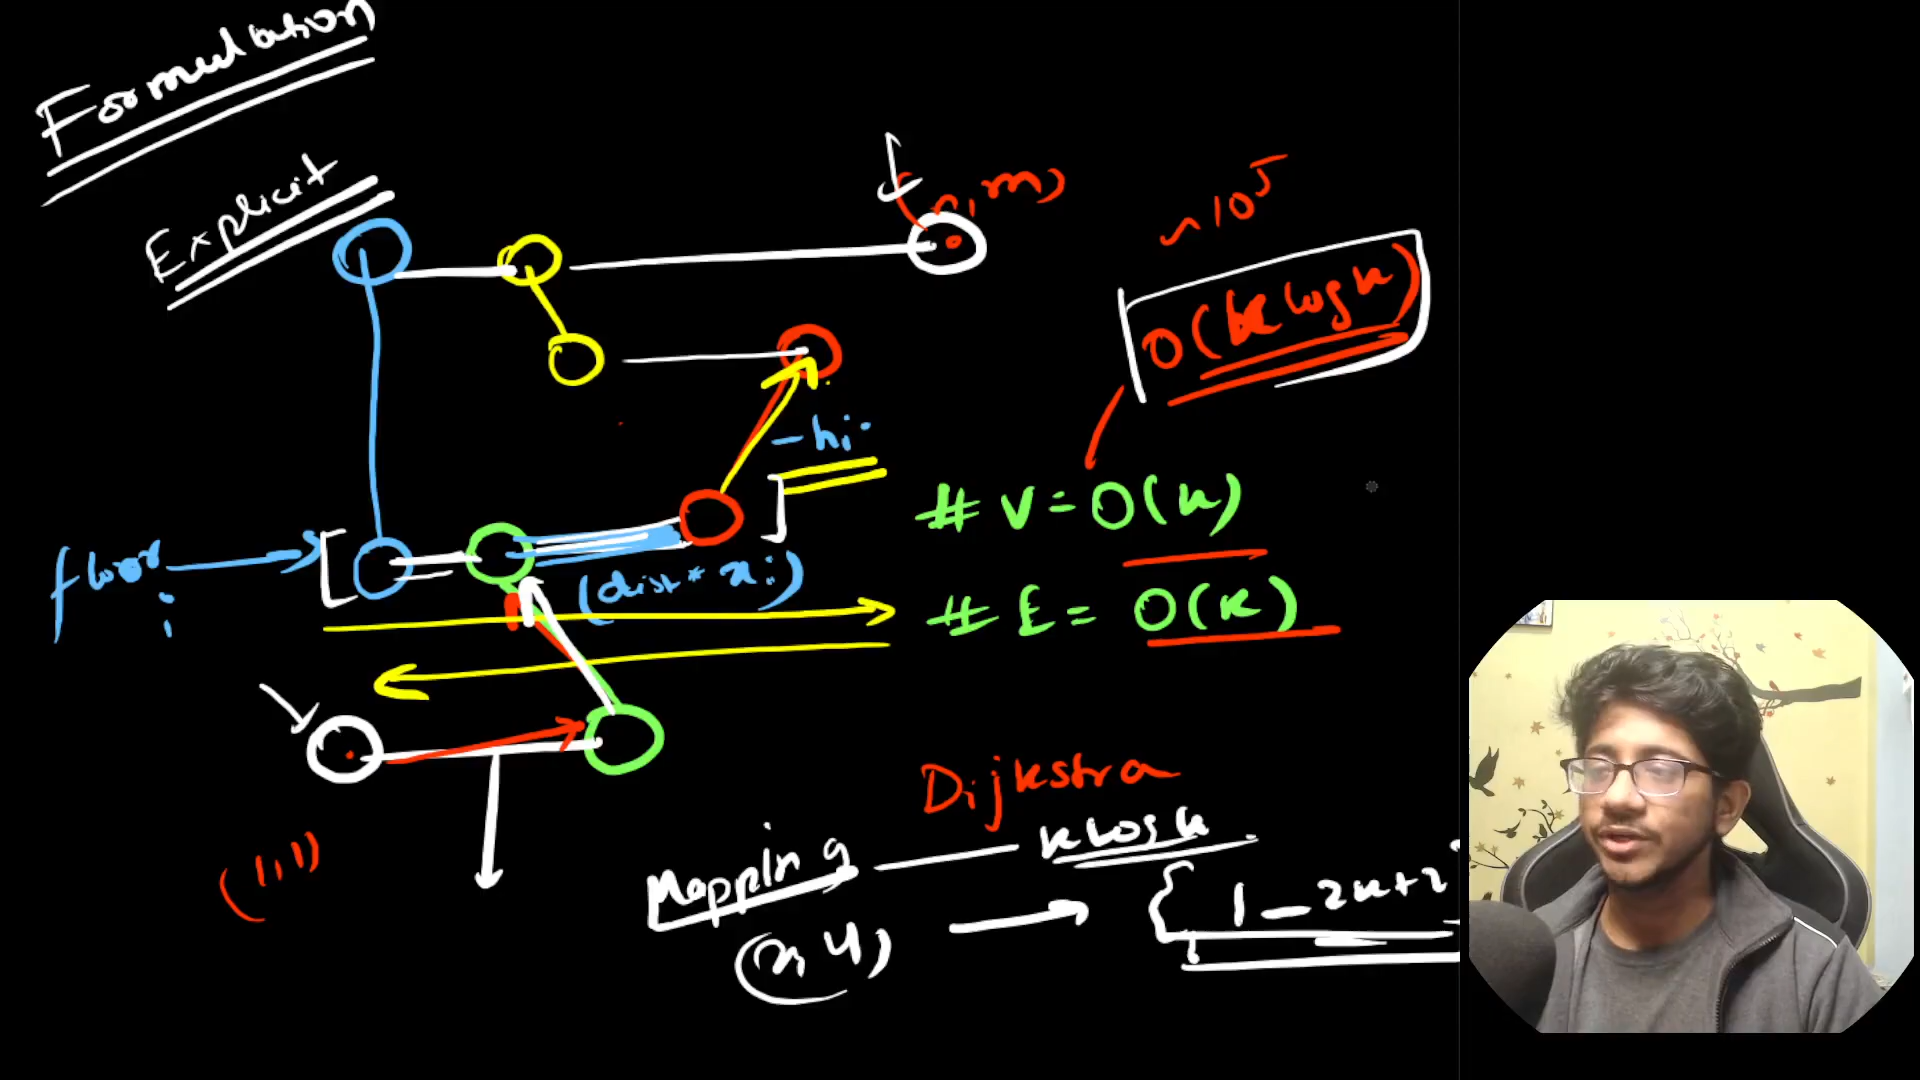 Formulation
Explicit
(n,m)
~10^5
O(k log k)
-hi
# V = O(k)
floor i
(dist * xi)
# E = O(k)
Dijkstra
Mapping — k log k
(1,1)
(x, y) → { 1 — 2k+2